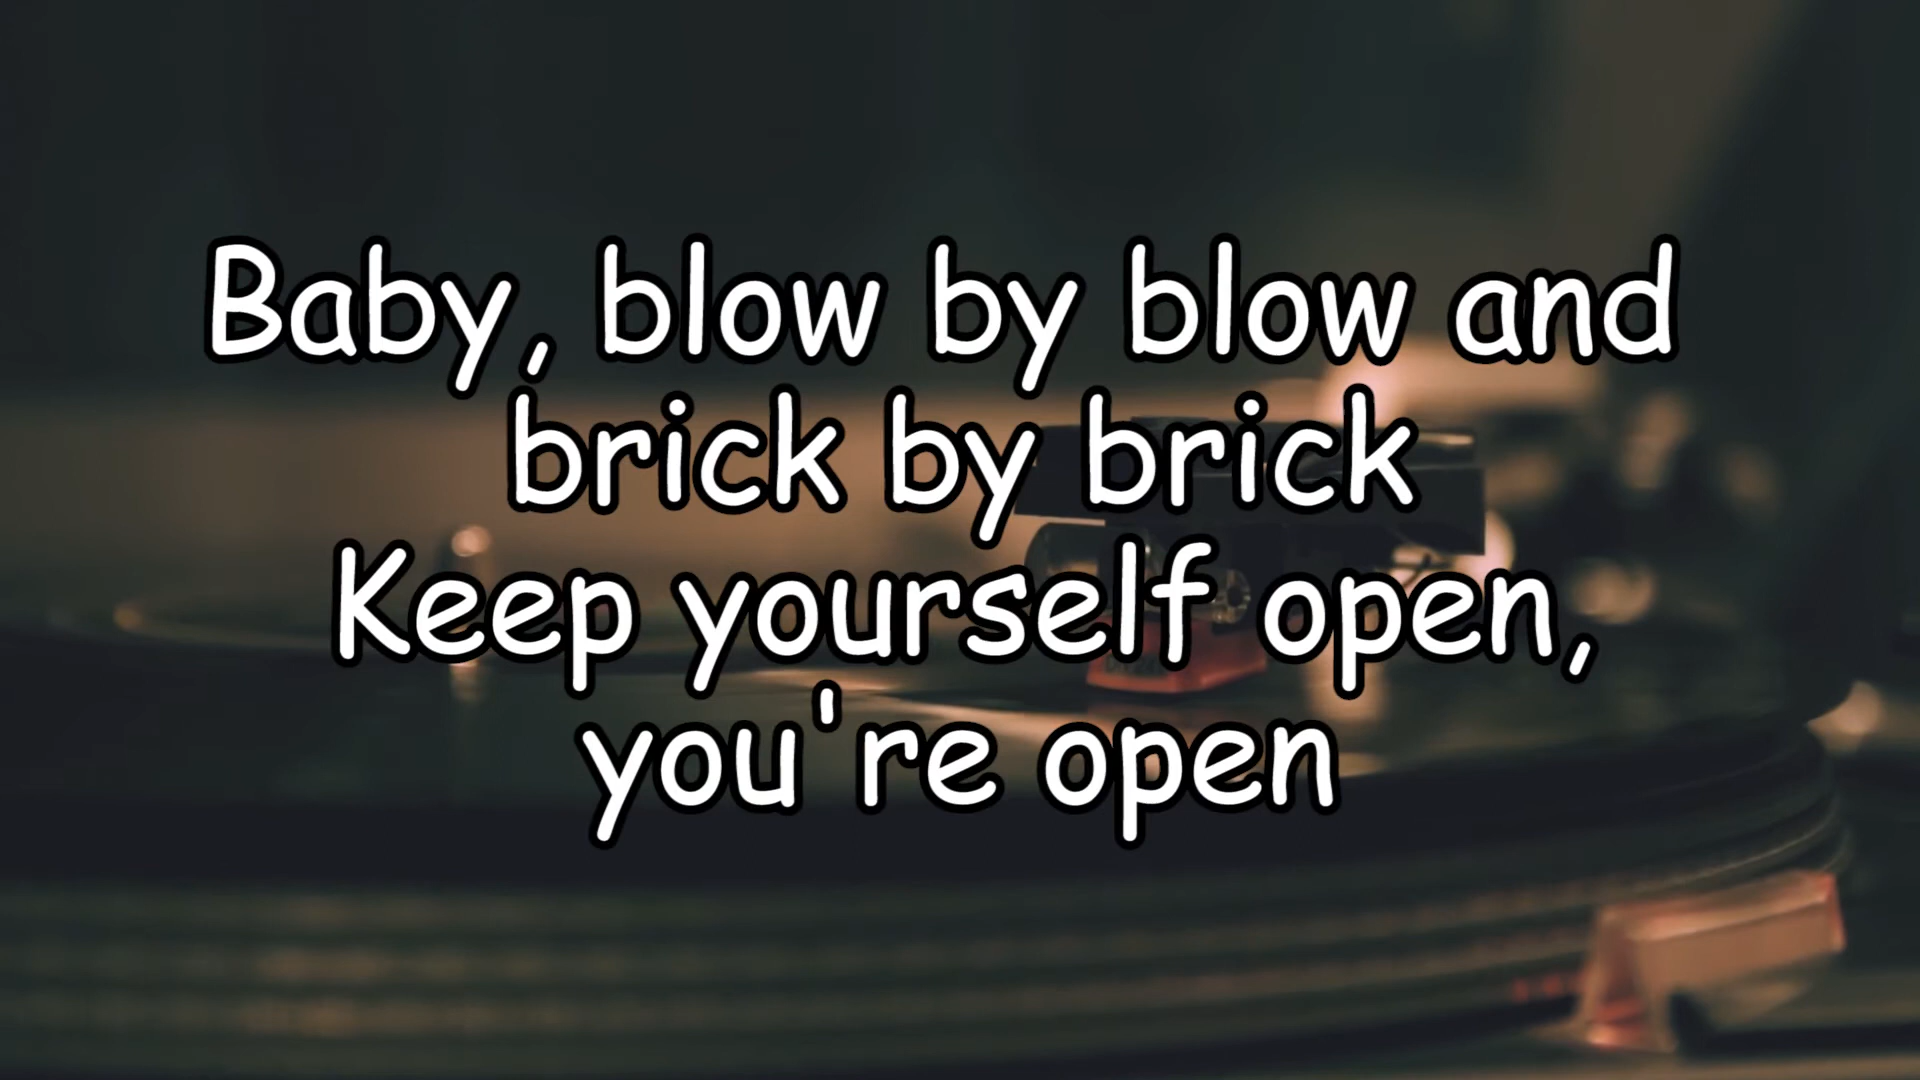 Baby, blow by blow and
brick by brick
Keep yourself open,
you're open